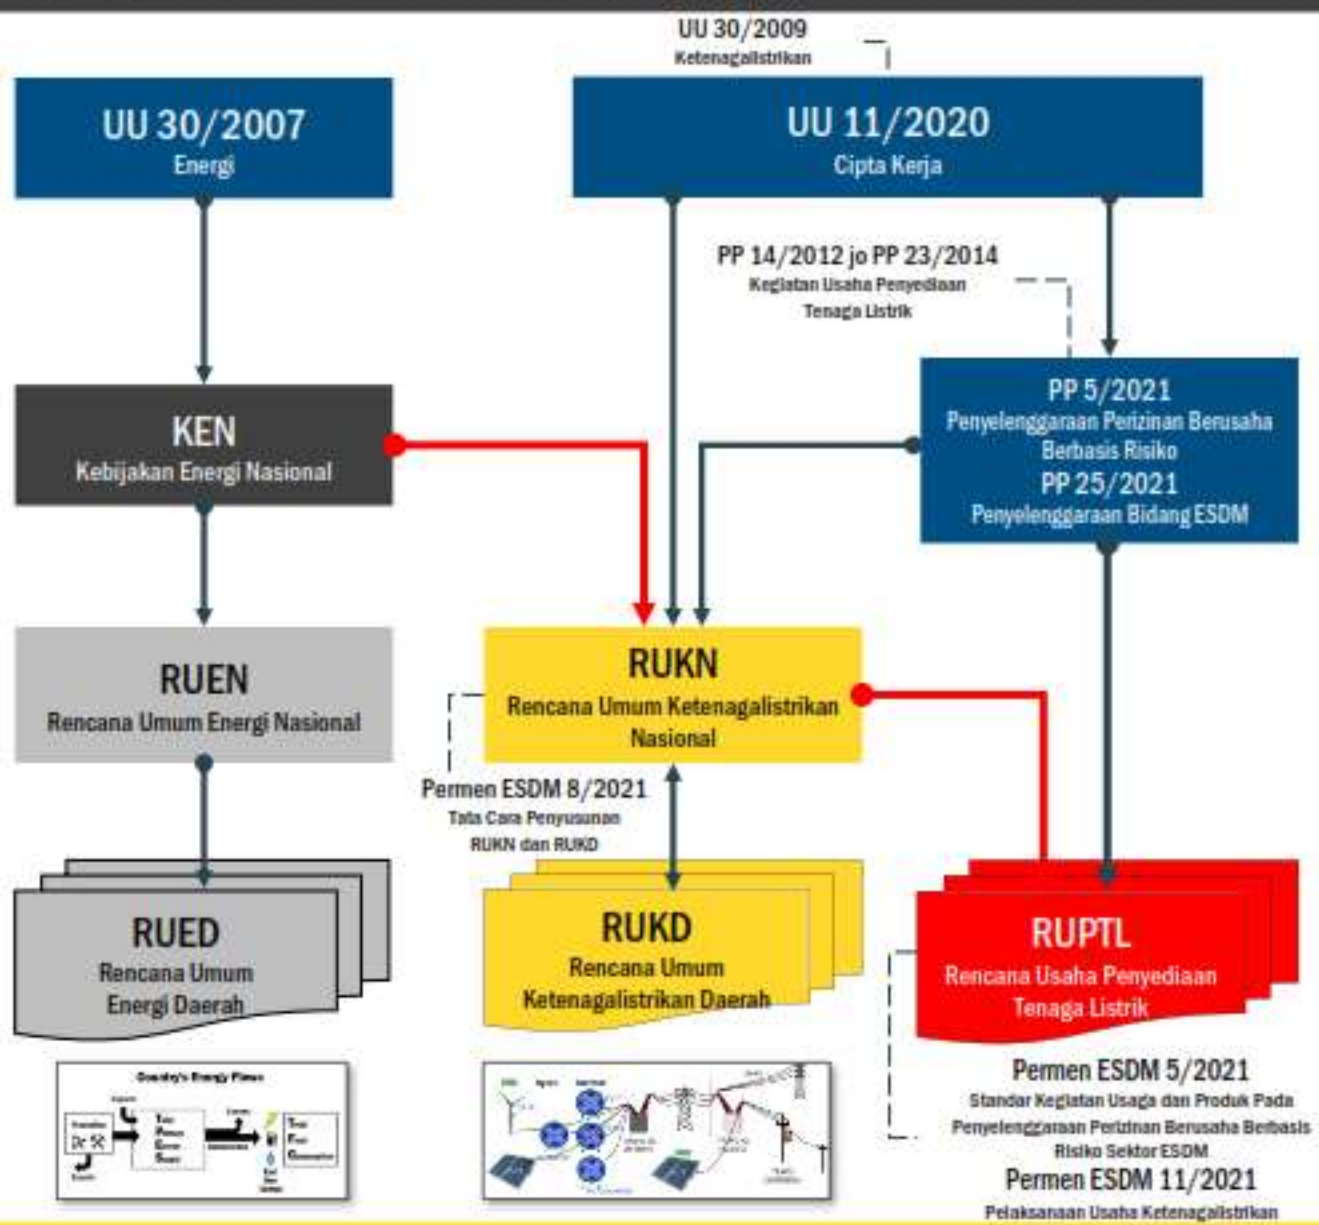 UU 30/2009
Ketenagalistrikan
UU 30/2007
Energi
UU 11/2020
Cipta Kerja
PP 14/2012 jo PP 23/2014
Kegiatan Usaha Penyediaan
Tenaga Listrik
PP 5/2021
Penyelenggaraan Perizinan Berusaha
Berbasis Risiko
PP 25/2021
Penyelenggaraan Bidang ESDM
KEN
Kebijakan Energi Nasional
RUEN
Rencana Umum Energi Nasional
RUKN
Rencana Umum Ketenagalistrikan
Nasional
Permen ESDM 8/2021
Tata Cara Penyusunan
RUKN dan RUKD
RUED
Rencana Umum
Energi Daerah
RUKD
Rencana Umum
Ketenagalistrikan Daerah
RUPTL
Rencana Usaha Penyediaan
Tenaga Listrik
Country's Energy Flows
Permen ESDM 5/2021
Standar Kegiatan Usaga dan Produk Pada
Penyelenggaraan Perizinan Berusaha Berbasis
Risiko Sektor ESDM
Permen ESDM 11/2021
Pelaksanaan Usaha Ketenagalistrikan